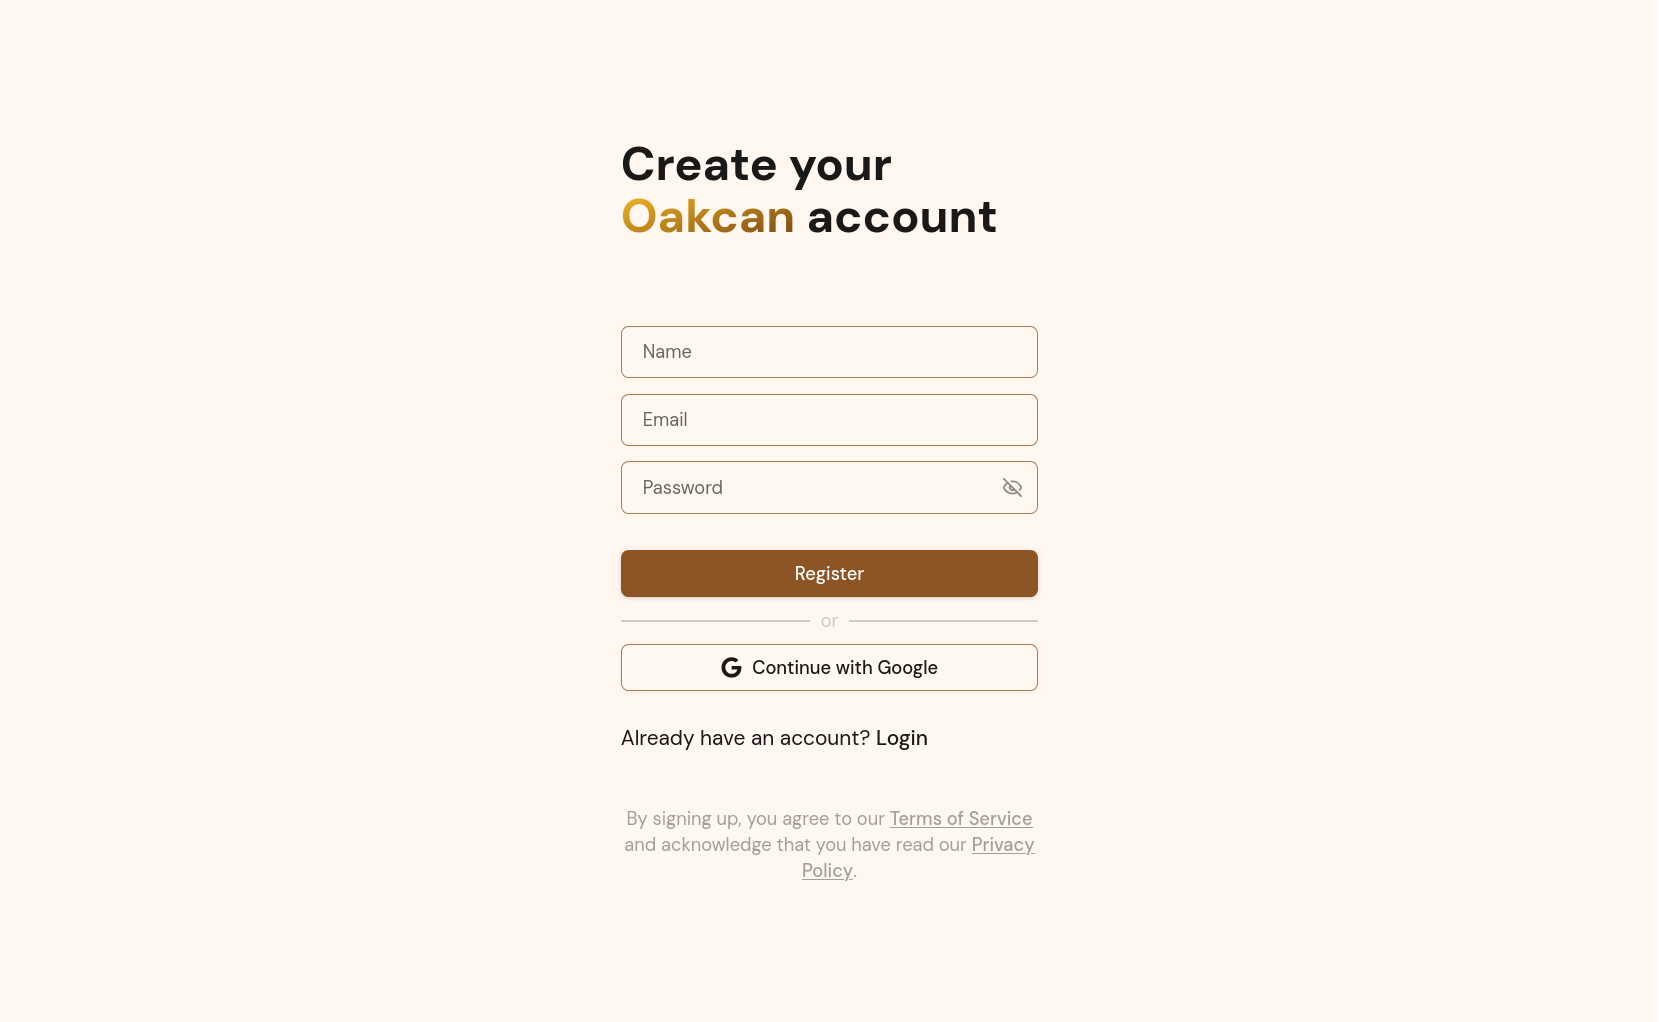 Create your
Oakcan account
Name
Email
Password
Register
or
Continue with Google
Already have an account? Login
By signing up, you agree to our Terms of Service
and acknowledge that you have read our Privacy
Policy.